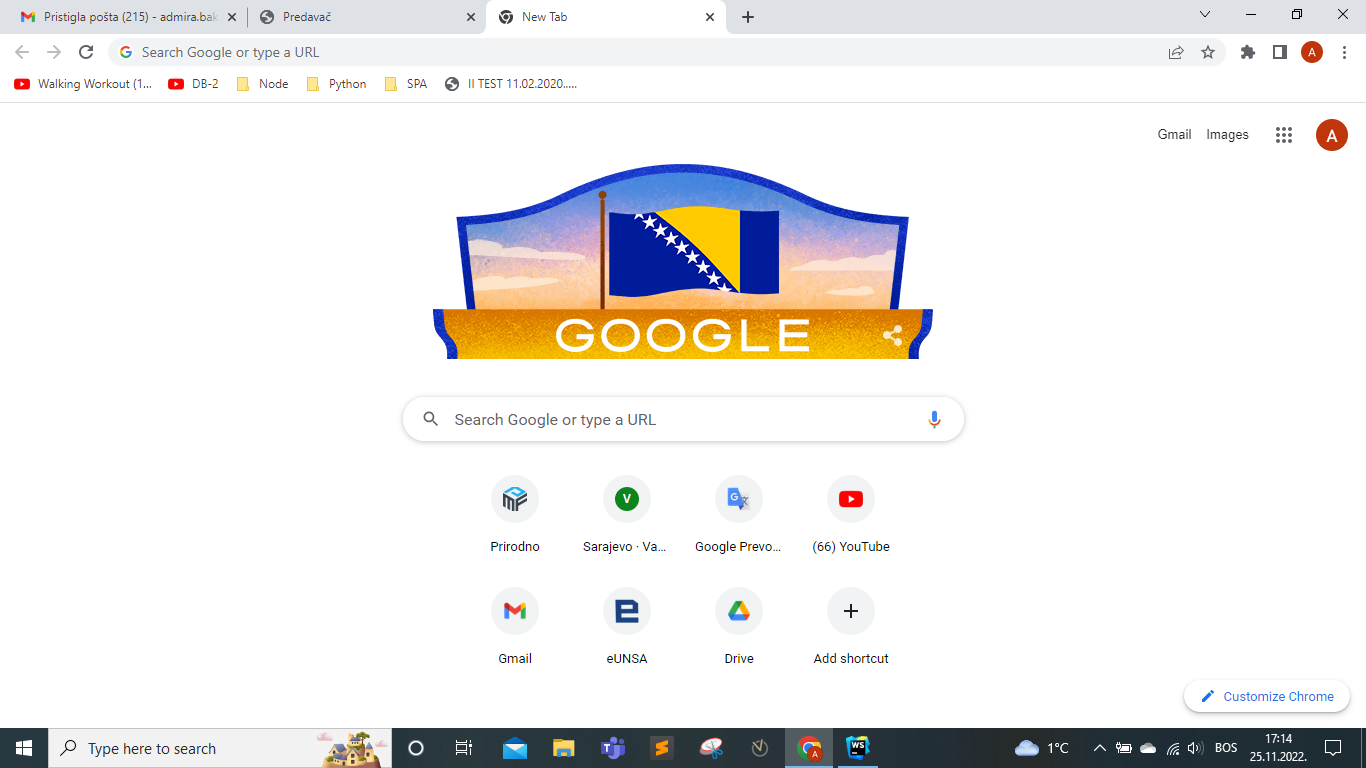 Pristigla pošta (215) - admira.bak
Predavač
New Tab
Search Google or type a URL
A
Walking Workout (1...
DB-2
Node
Python
SPA
II TEST 11.02.2020.....
Gmail
Images
A
GOOGLE
Search Google or type a URL
V
Prirodno
Sarajevo · Va...
Google Prevo...
(66) YouTube
Gmail
eUNSA
Drive
Add shortcut
Customize Chrome
Type here to search
1°C
BOS
17:14
25.11.2022.